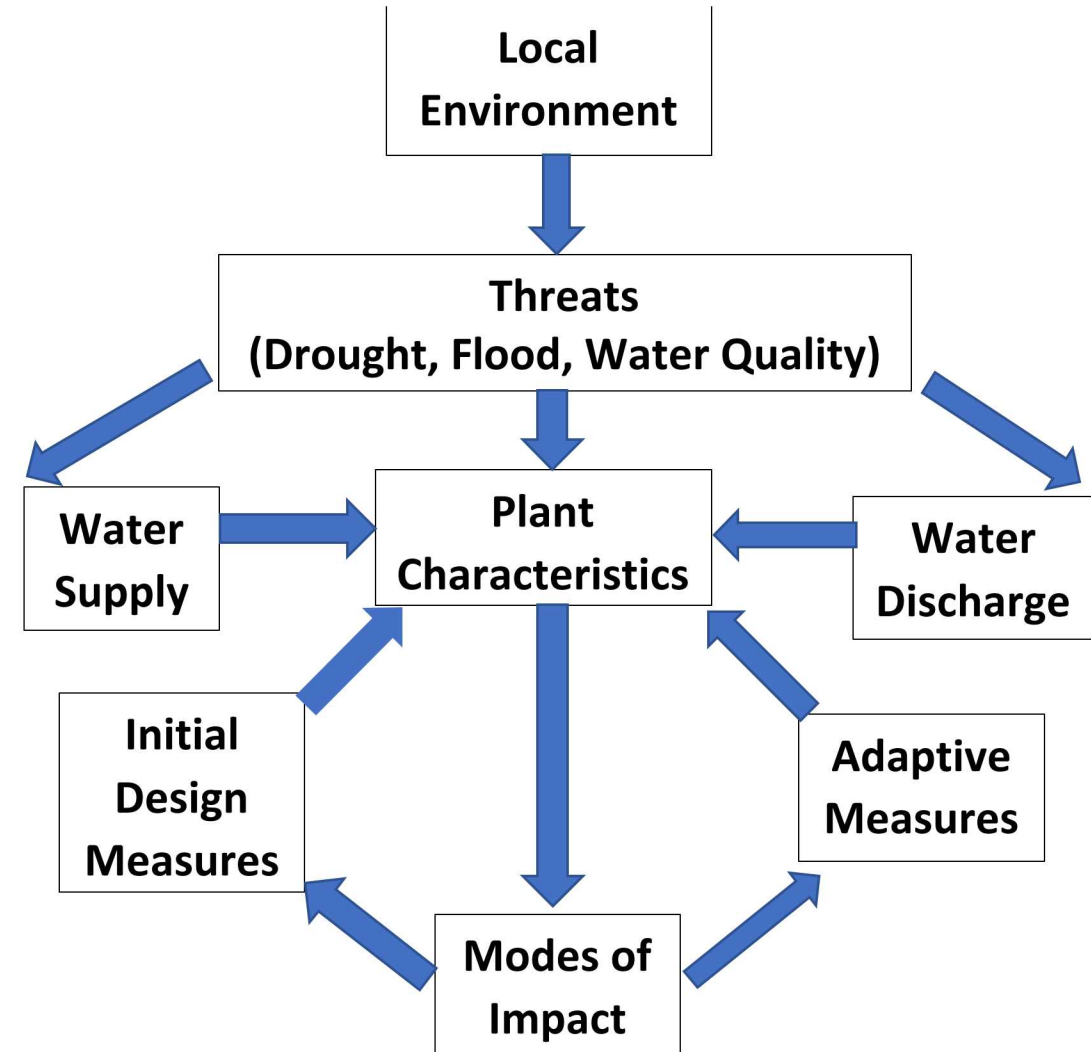 Local
Environment
Threats
(Drought, Flood, Water Quality)
Water
Supply
Plant
Characteristics
Water
Discharge
Initial
Design
Measures
Adaptive
Measures
Modes of
Impact